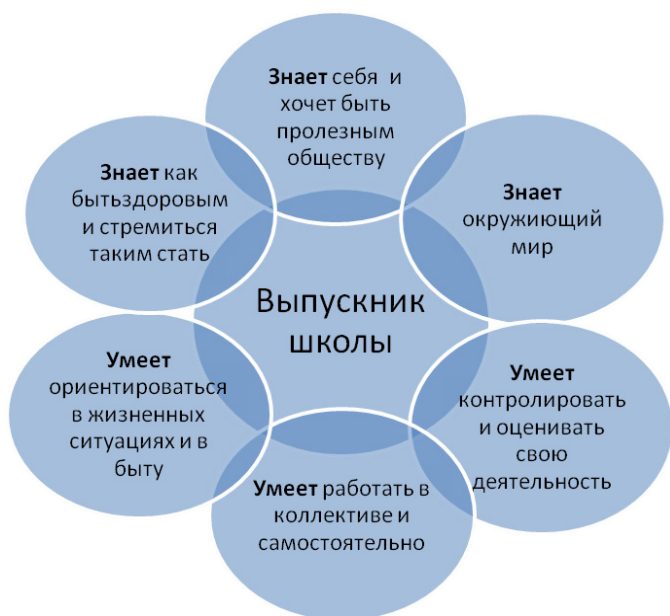 Знает себя и
хочет быть
пролезным
обществу
Знает
окружиющий
мир
Умеет
контролировать
и оценивать
свою
деятельность
Умеет работать в
коллективе и
самостоятельно
Умеет
ориентироваться
в жизненных
ситуациях и в
быту
Знает как
бытьздоровым
и стремиться
таким стать
Выпускник
школы